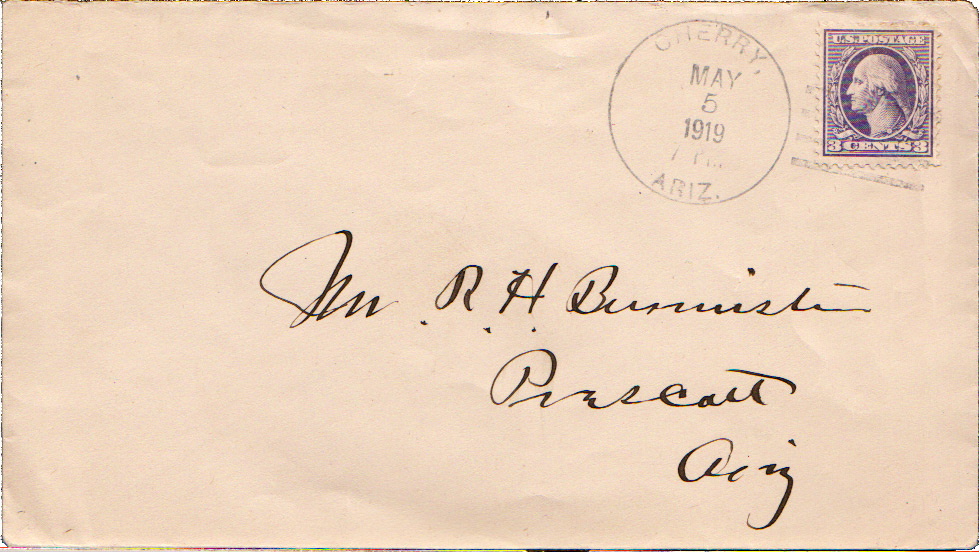 CHERRY,
MAY
5
1919
ARIZ.
U.S. POSTAGE
3 CENTS 3
Mr. R. H. Burmister
Prescott
Ariz